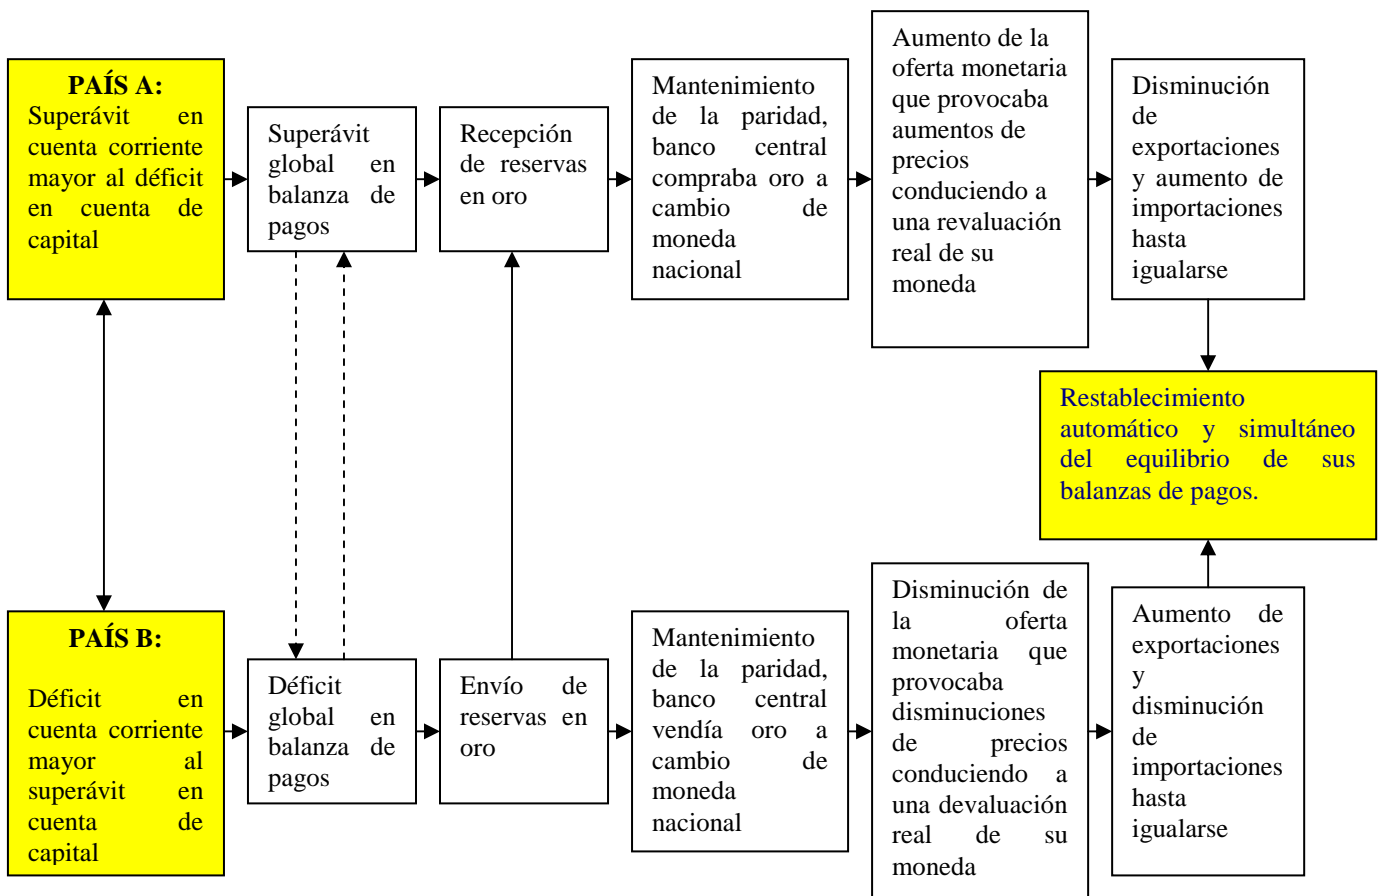 PAÍS A:
Superávit en
cuenta corriente
mayor al déficit
en cuenta de
capital
Superávit
global en
balanza de
pagos
Recepción
de reservas
en oro
Mantenimiento
de la paridad,
banco central
compraba oro a
cambio de
moneda
nacional
Aumento de la
oferta monetaria
que provocaba
aumentos de
precios
conduciendo a
una revaluación
real de su
moneda
Disminución
de
exportaciones
y aumento de
importaciones
hasta
igualarse
Restablecimiento
automático y simultáneo
del equilibrio de sus
balanzas de pagos.
PAÍS B:
Déficit en
cuenta corriente
mayor al
superávit en
cuenta de
capital
Déficit
global en
balanza de
pagos
Envío de
reservas en
oro
Mantenimiento
de la paridad,
banco central
vendía oro a
cambio de
moneda
nacional
Disminución de
la oferta
monetaria que
provocaba
disminuciones
de precios
conduciendo a
una devaluación
real de su
moneda
Aumento de
exportaciones
y
disminución
de
importaciones
hasta
igualarse